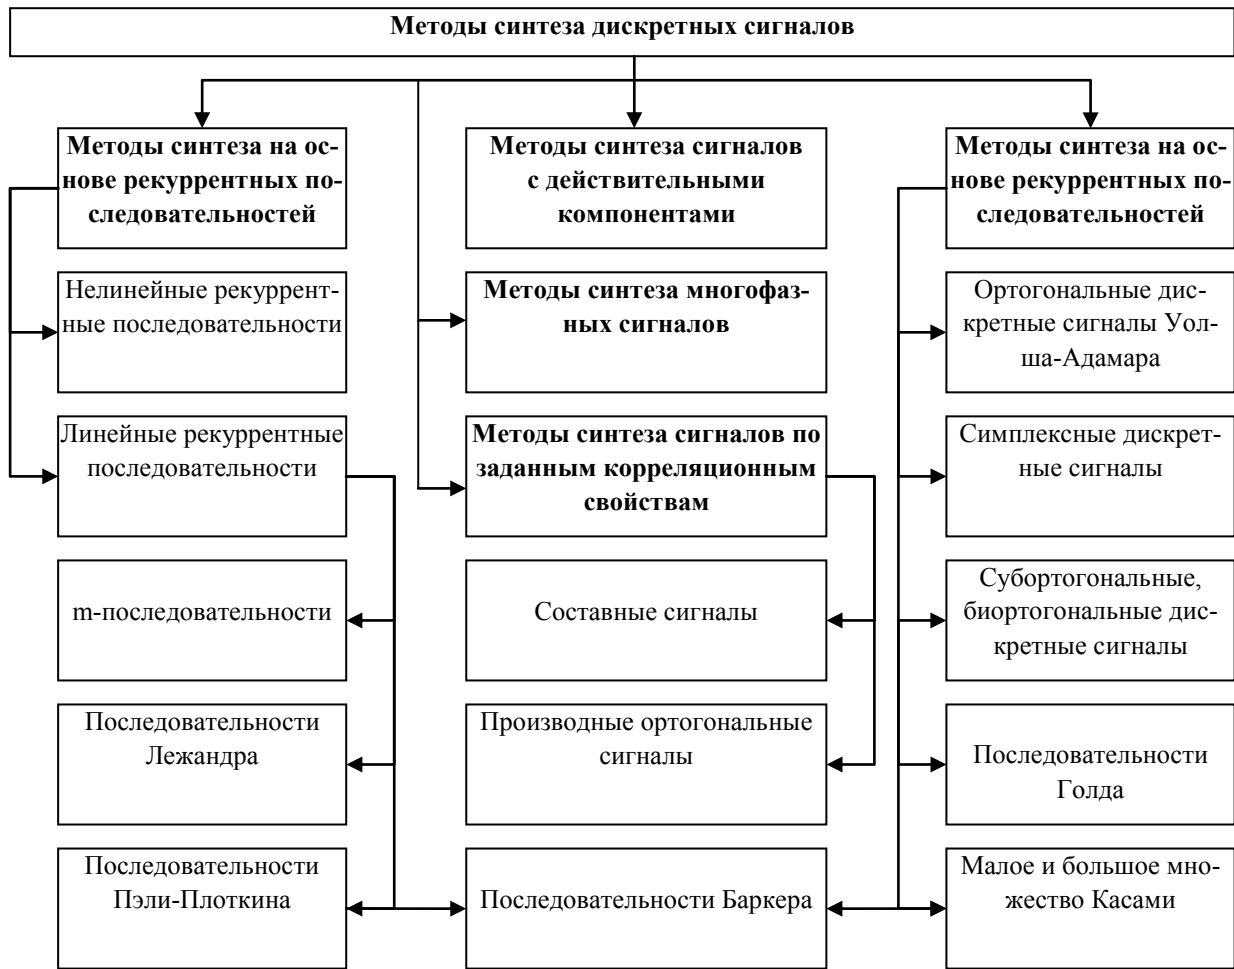 Методы синтеза дискретных сигналов
Методы синтеза на ос-
нове рекуррентных по-
следовательностей
Методы синтеза сигналов
с действительными
компонентами
Методы синтеза на ос-
нове рекуррентных по-
следовательностей
Нелинейные рекуррент-
ные последовательности
Методы синтеза многофаз-
ных сигналов
Ортогональные дис-
кретные сигналы Уол-
ша-Адамара
Линейные рекуррентные
последовательности
Методы синтеза сигналов по
заданным корреляционным
свойствам
Симплексные дискрет-
ные сигналы
m-последовательности
Составные сигналы
Субортогональные,
биортогональные дис-
кретные сигналы
Последовательности
Лежандра
Производные ортогональные
сигналы
Последовательности
Голда
Последовательности
Пэли-Плоткина
Последовательности Баркера
Малое и большое мно-
жество Касами